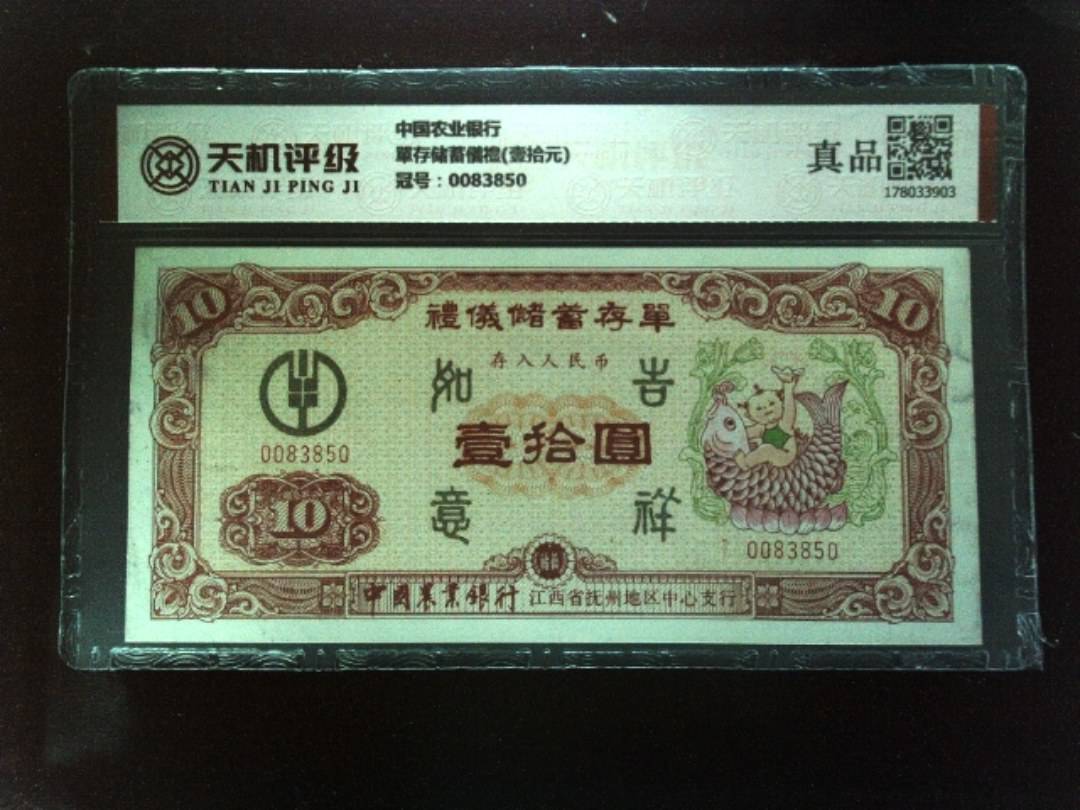 天机评级
TIAN JI PING JI
中国农业银行
單存储蓄儀禮(壹拾元)
冠号：0083850
真品
178033903
10
10
禮儀儲蓄存單
存入人民币
如
吉
0083850
壹拾圓
10
意
祥
0083850
中國農業銀行 江西省抚州地区中心支行